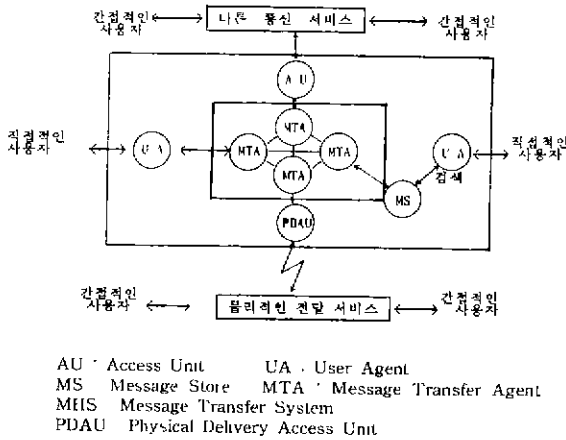 간접적인
사용자
다른 통신 서비스
간접적인
사용자
AU
직접적인
사용자
UA
MTA
MTA
MTA
MTA
UA
검색
직접적인
사용자
MS
PDAU
간접적인
사용자
물리적인 전달 서비스
간접적인
사용자
AU : Access Unit UA : User Agent
MS Message Store MTA : Message Transfer Agent
MHS Message Transfer System
PDAU Physical Delivery Access Unit